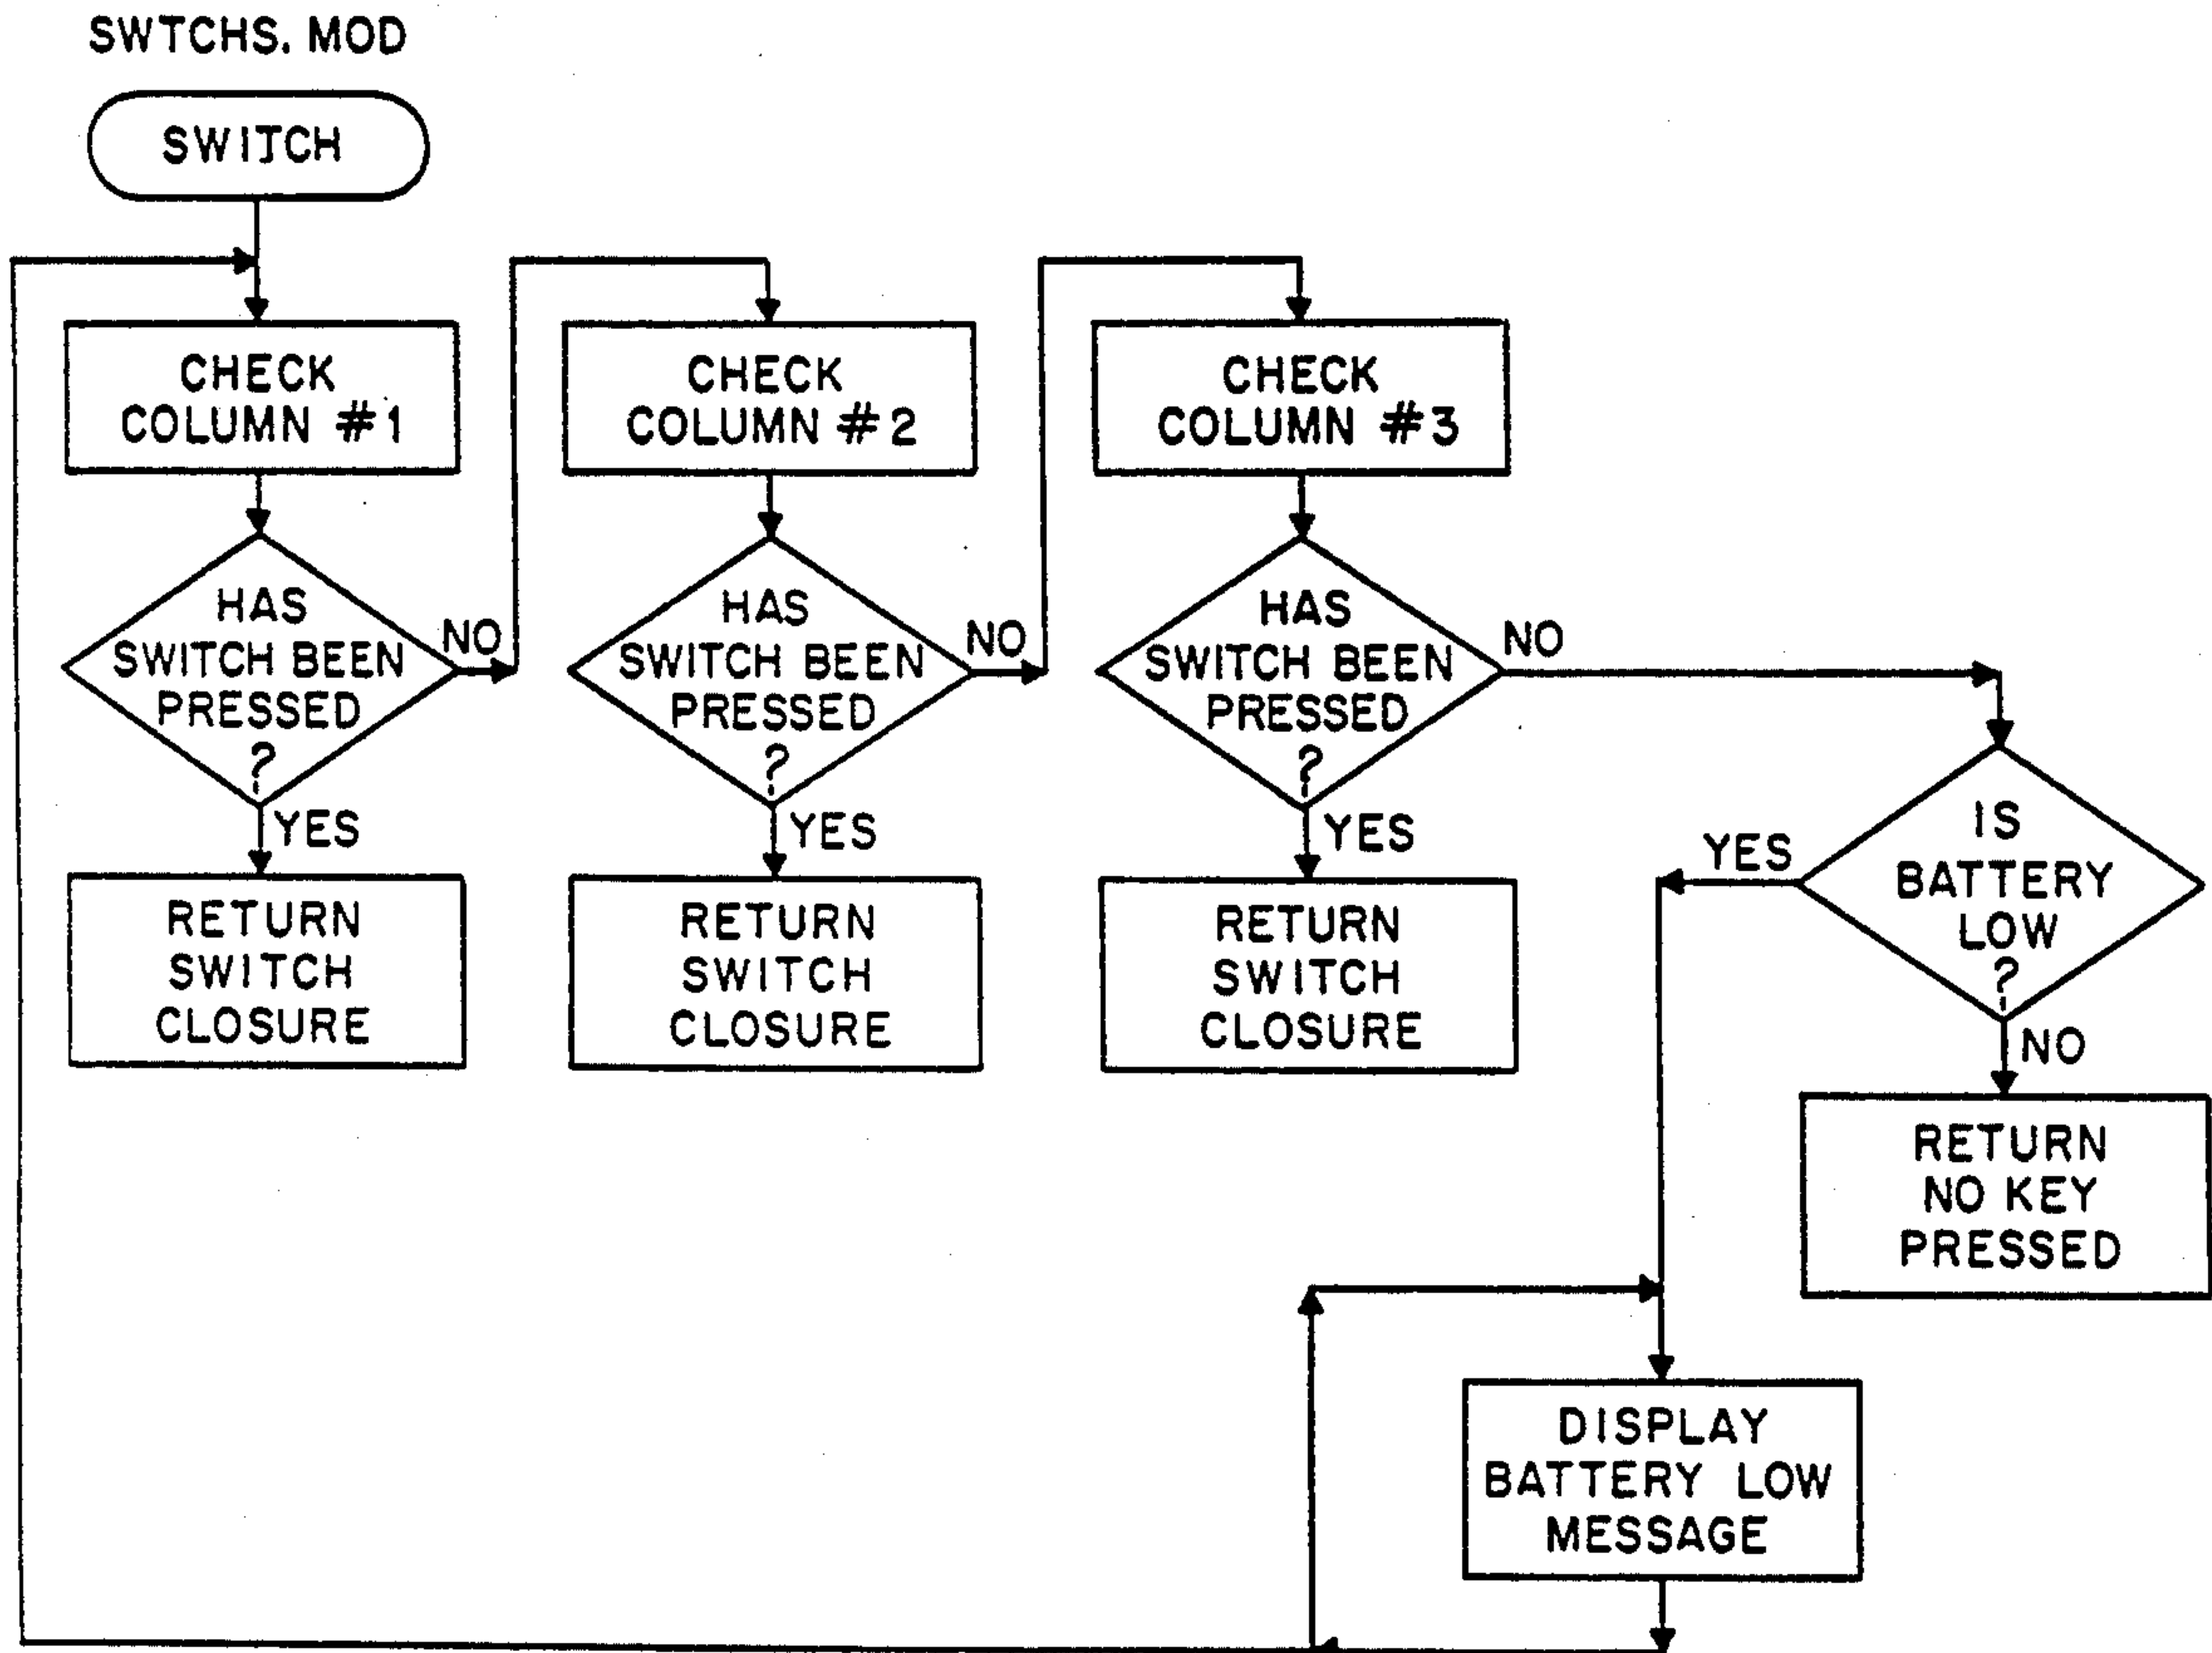 SWTCHS. MOD
SWITCH
CHECK
COLUMN #1
HAS
SWITCH BEEN
PRESSED
?
NO
YES
RETURN
SWITCH
CLOSURE
CHECK
COLUMN #2
HAS
SWITCH BEEN
PRESSED
?
NO
YES
RETURN
SWITCH
CLOSURE
CHECK
COLUMN #3
HAS
SWITCH BEEN
PRESSED
?
NO
YES
RETURN
SWITCH
CLOSURE
IS
BATTERY
LOW
?
YES
NO
RETURN
NO KEY
PRESSED
DISPLAY
BATTERY LOW
MESSAGE